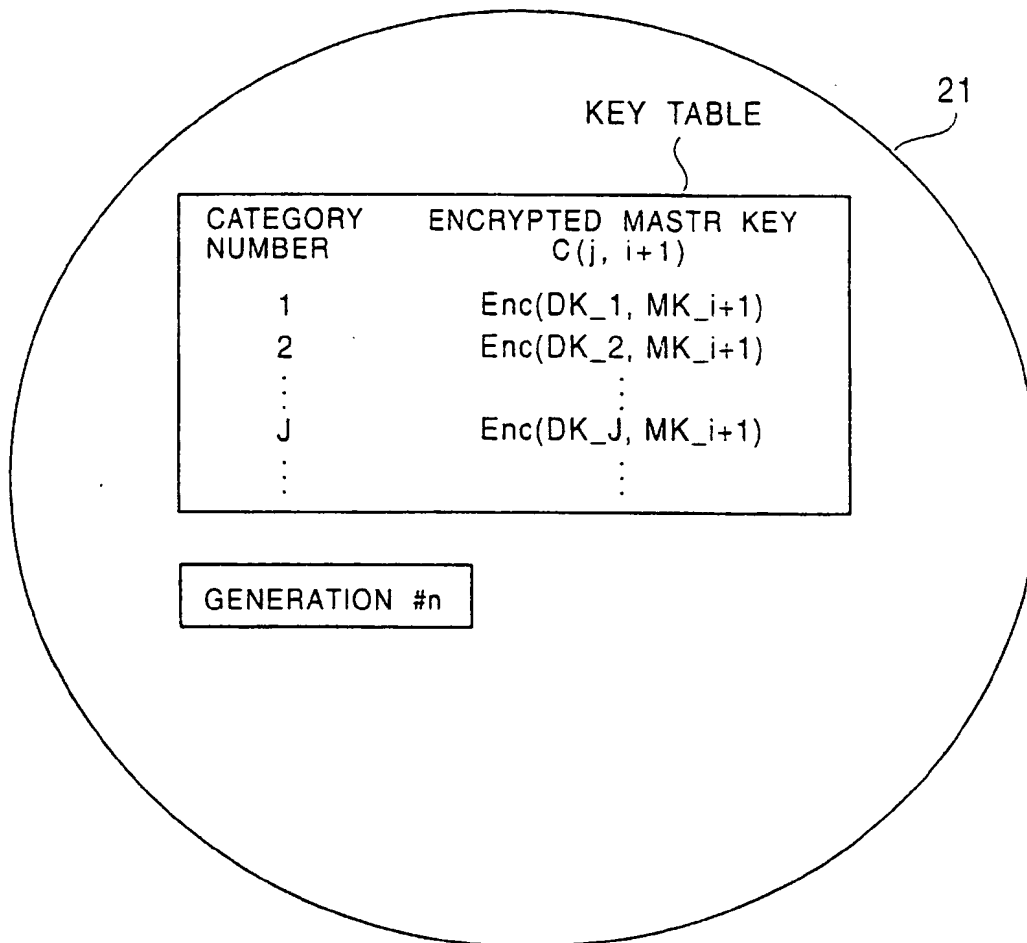 21
KEY TABLE
CATEGORY NUMBER ENCRYPTED MASTR KEY C(j, i+1)
1 Enc(DK_1, MK_i+1)
2 Enc(DK_2, MK_i+1)
⋮ ⋮
J Enc(DK_J, MK_i+1)
⋮ ⋮
GENERATION #n